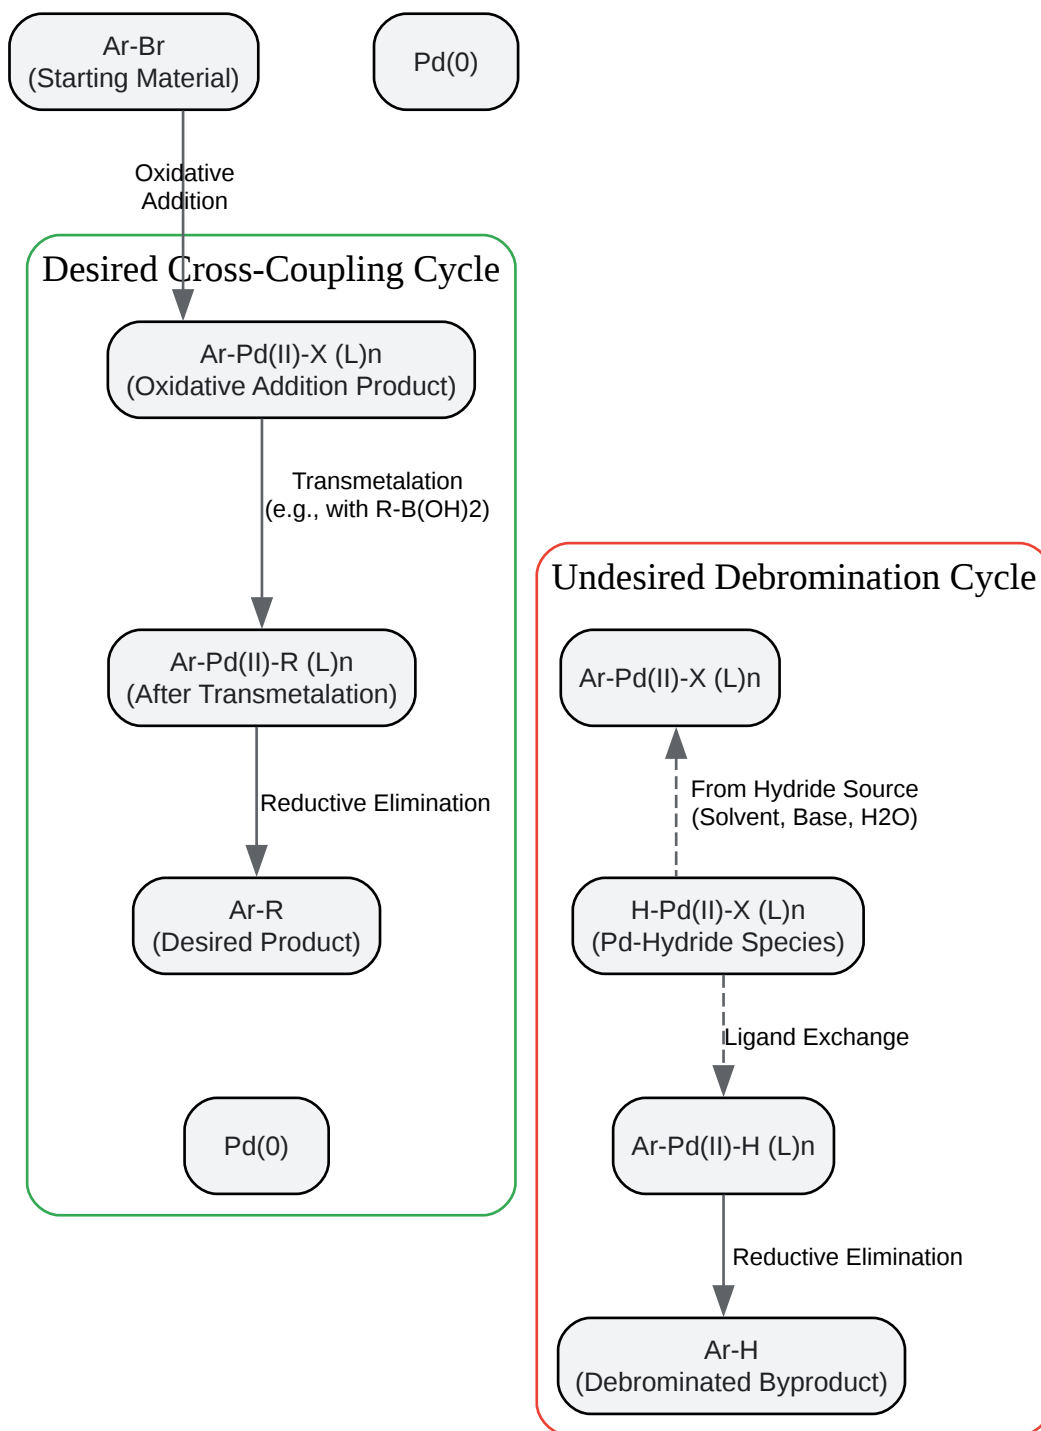 Ar-Br
(Starting Material)
Pd(0)
Oxidative
Addition
Desired Cross-Coupling Cycle
Ar-Pd(II)-X (L)n
(Oxidative Addition Product)
Transmetalation
(e.g., with R-B(OH)2)
Ar-Pd(II)-R (L)n
(After Transmetalation)
Reductive Elimination
Ar-R
(Desired Product)
Pd(0)
Undesired Debromination Cycle
Ar-Pd(II)-X (L)n
From Hydride Source
(Solvent, Base, H2O)
H-Pd(II)-X (L)n
(Pd-Hydride Species)
Ligand Exchange
Ar-Pd(II)-H (L)n
Reductive Elimination
Ar-H
(Debrominated Byproduct)